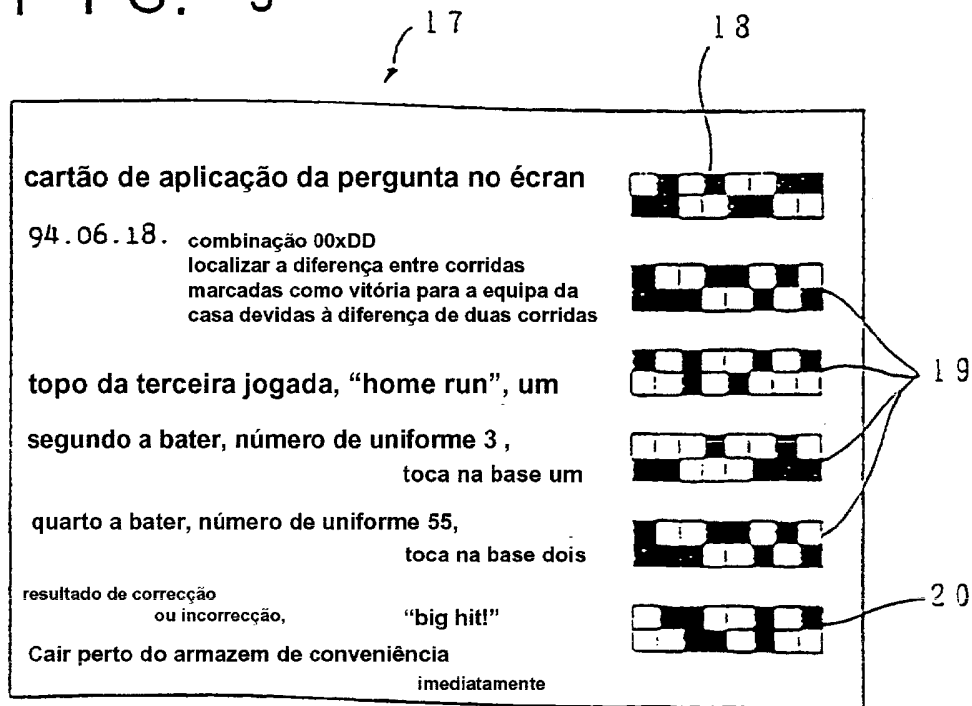 FIG. 5
17
18
cartão de aplicação da pergunta no écran
94.06.18. combinação 00xDD
localizar a diferença entre corridas
marcadas como vitória para a equipa da
casa devidas à diferença de duas corridas
19
topo da terceira jogada, “home run”, um
segundo a bater, número de uniforme 3 ,
toca na base um
quarto a bater, número de uniforme 55,
toca na base dois
resultado de correcção
ou incorrecção, “big hit!”
20
Cair perto do armazem de conveniência
imediatamente